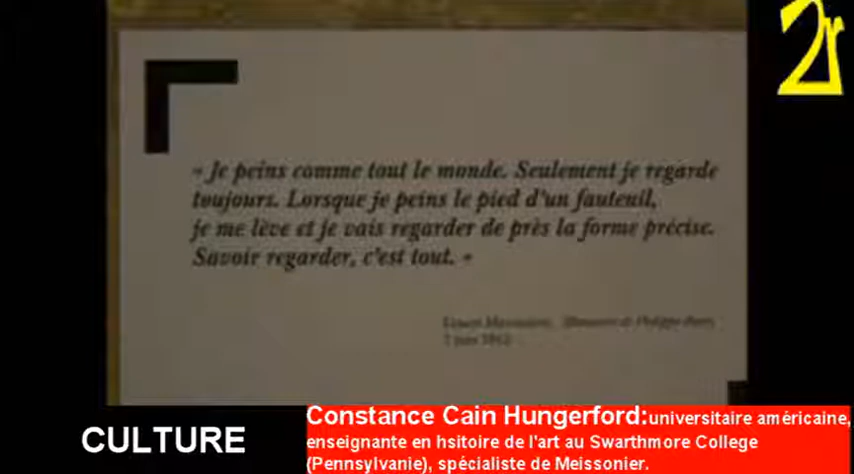 2r
« Je peins comme tout le monde. Seulement je regarde
toujours. Lorsque je peins le pied d'un fauteuil,
je me lève et je vais regarder de près la forme précise.
Savoir regarder, c'est tout. »
CULTURE
Constance Cain Hungerford:universitaire américaine,
enseignante en hsitoire de l'art au Swarthmore College
(Pennsylvanie), spécialiste de Meissonier.